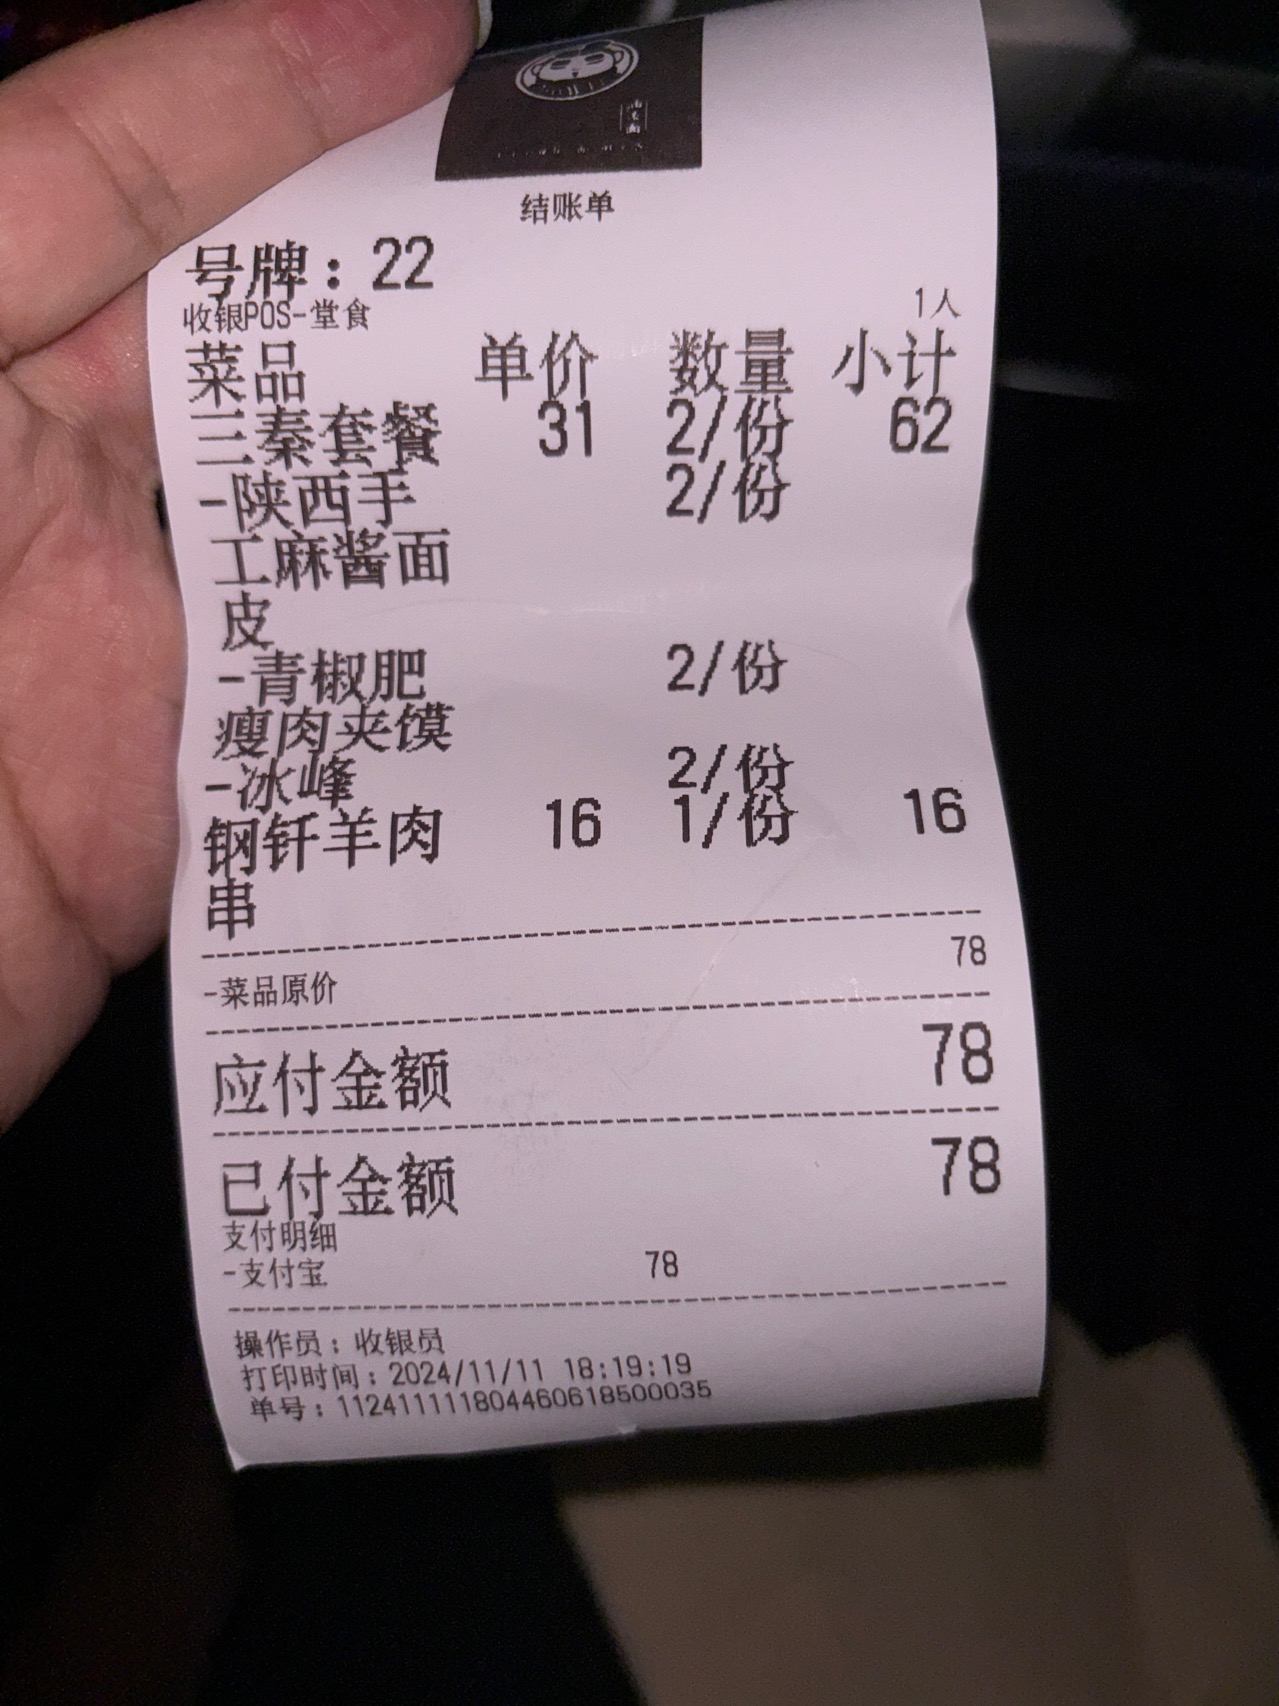 结账单
号牌：22
收银POS-堂食 1人
菜品 单价 数量 小计
三秦套餐 31 2/份 62
-陕西手 2/份
工麻酱面
皮
-青椒肥 2/份
瘦肉夹馍
-冰峰 2/份
钢钎羊肉 16 1/份 16
串
-菜品原价 78
应付金额 78
已付金额 78
支付明细
-支付宝 78
操作员：收银员
打印时间：2024/11/11 18:19:19
单号：1124111111804460618500035